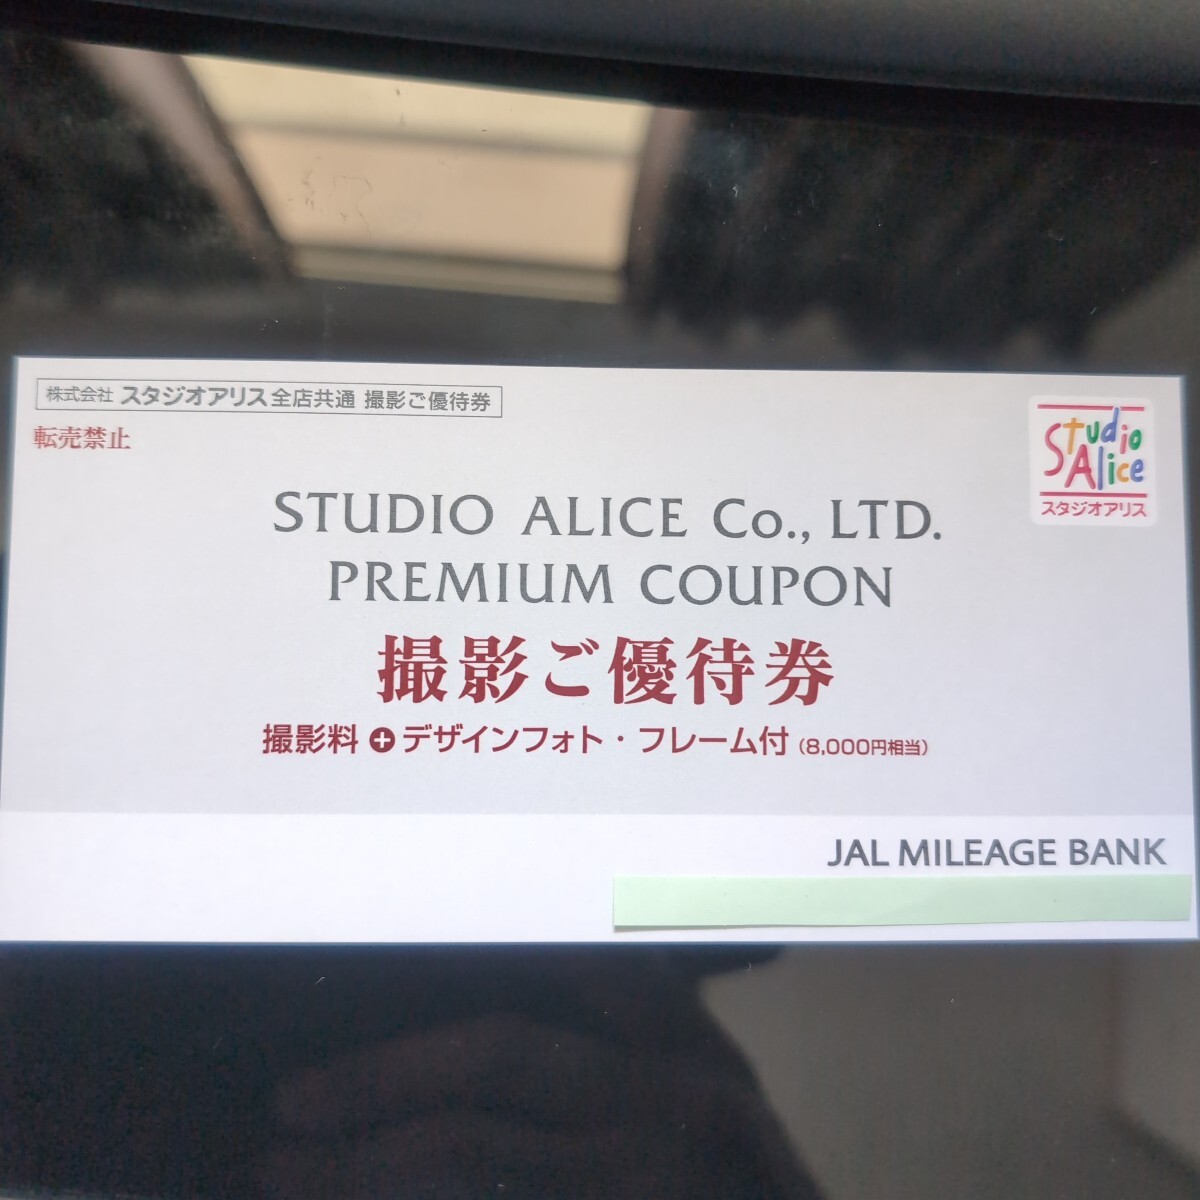 株式会社 スタジオアリス全店共通 撮影ご優待券
転売禁止
Studio
Alice
スタジオアリス
STUDIO ALICE Co., LTD.
PREMIUM COUPON
撮影ご優待券
撮影料+デザインフォト・フレーム付(8,000円相当)
JAL MILEAGE BANK